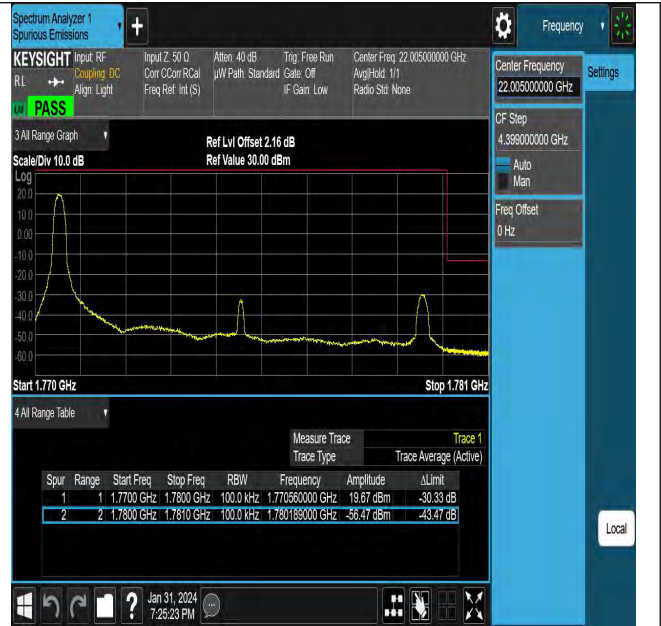 Spectrum Analyzer 1
Spurious Emissions
Frequency
KEYSIGHT Input: RF Input Z: 50 Ω Atten: 40 dB Trig: Free Run Center Freq: 22.005000000 GHz
RL Coupling: DC Corr CCorr RCal µW Path: Standard Gate: Off Avg|Hold: 1/1
Align: Light Freq Ref: Int (S) IF Gain: Low Radio Std: None
LM PASS
Center Frequency
22.005000000 GHz
Settings
CF Step
4.399000000 GHz
Auto
Man
Freq Offset
0 Hz
3 All Range Graph
Ref Lvl Offset 2.16 dB
Scale/Div 10.0 dB Ref Value 30.00 dBm
Log
20.0
10.0
0.00
-10.0
-20.0
-30.0
-40.0
-50.0
-60.0
Start 1.770 GHz Stop 1.781 GHz
4 All Range Table
Measure Trace Trace 1
Trace Type Trace Average (Active)
Spur Range Start Freq Stop Freq RBW Frequency Amplitude ΔLimit
1 1 1.7700 GHz 1.7800 GHz 100.0 kHz 1.770560000 GHz 19.67 dBm -30.33 dB
2 2 1.7800 GHz 1.7810 GHz 100.0 kHz 1.780189000 GHz -56.47 dBm -43.47 dB
Local
Jan 31, 2024
7:25:23 PM